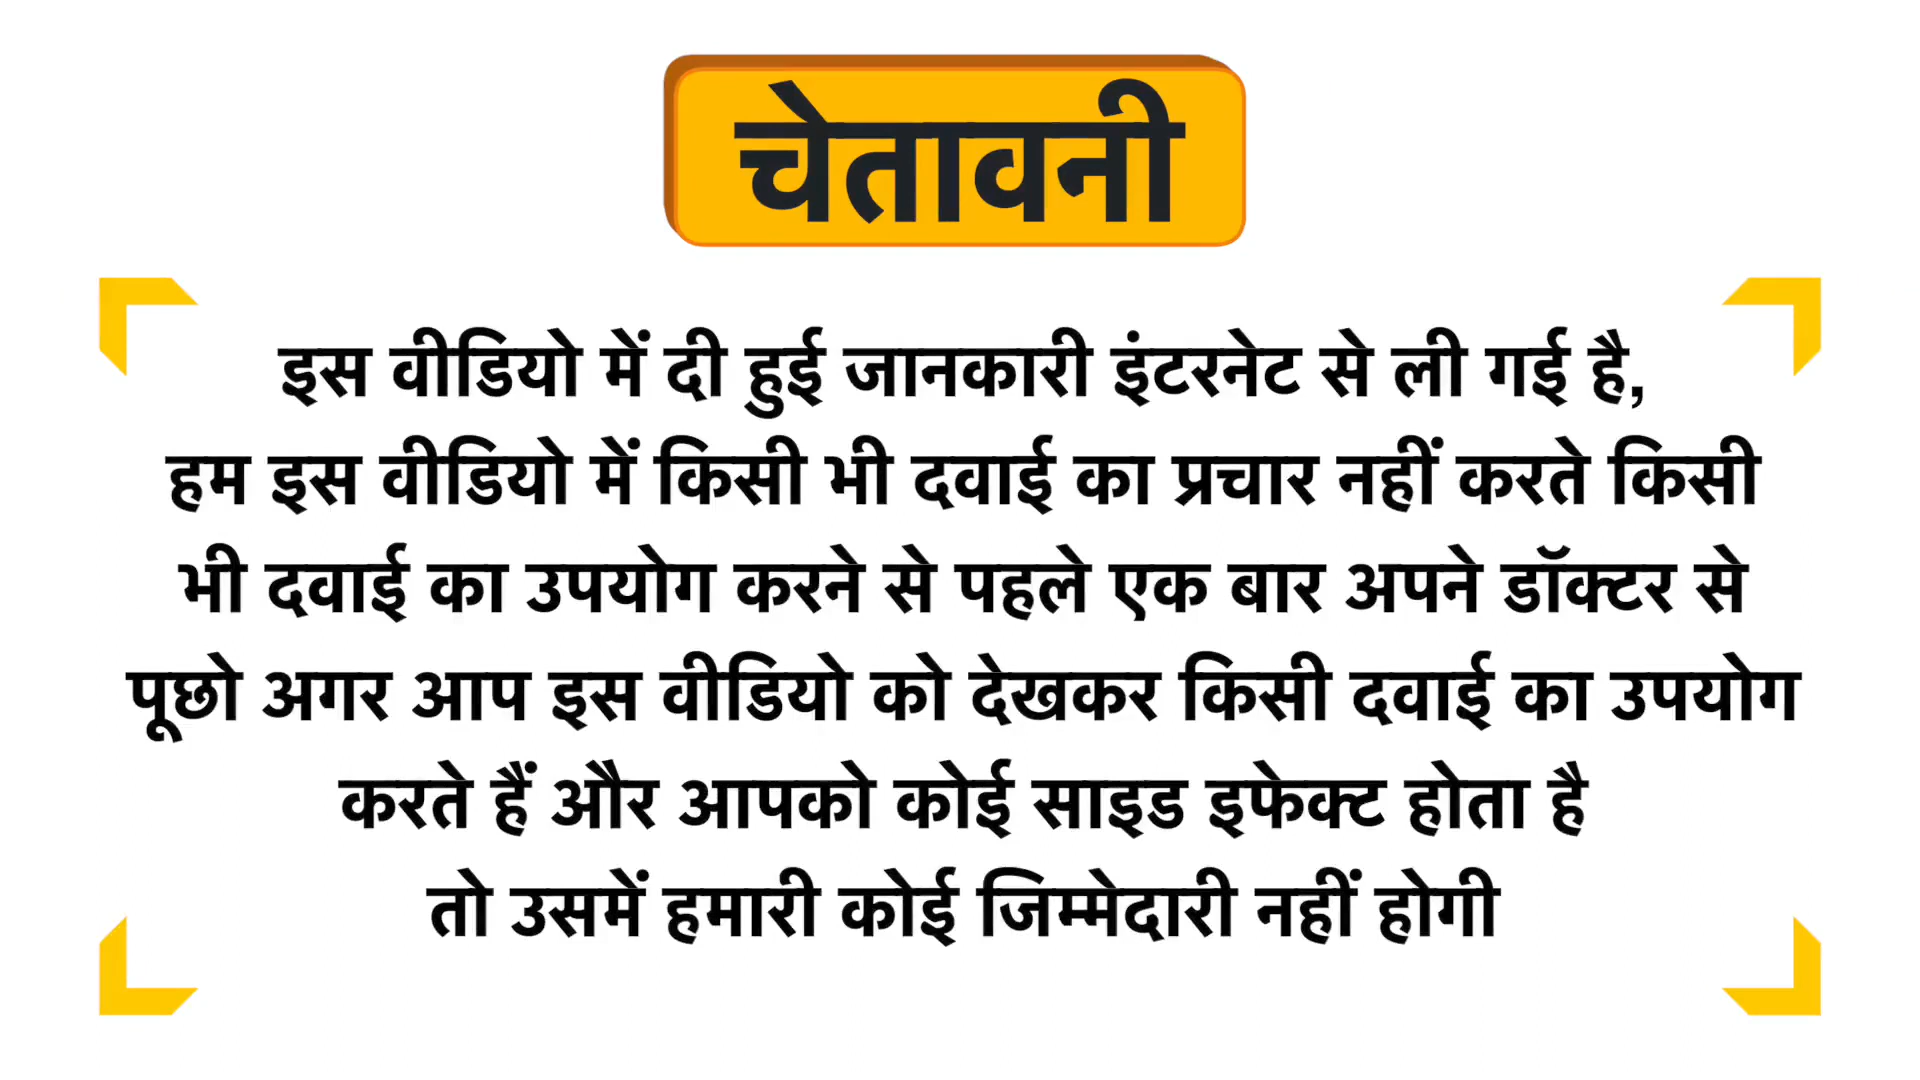 चेतावनी
इस वीडियो में दी हुई जानकारी इंटरनेट से ली गई है,
हम इस वीडियो में किसी भी दवाई का प्रचार नहीं करते किसी
भी दवाई का उपयोग करने से पहले एक बार अपने डॉक्टर से
पूछो अगर आप इस वीडियो को देखकर किसी दवाई का उपयोग
करते हैं और आपको कोई साइड इफेक्ट होता है
तो उसमें हमारी कोई जिम्मेदारी नहीं होगी